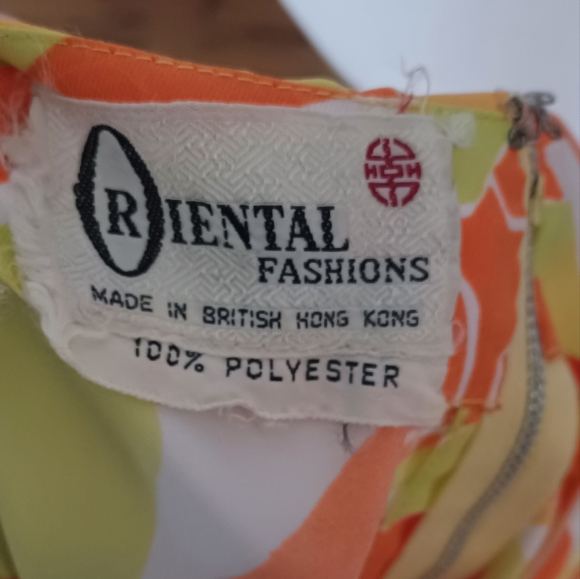 ORIENTAL
FASHIONS
MADE IN BRITISH HONG KONG
100% POLYESTER